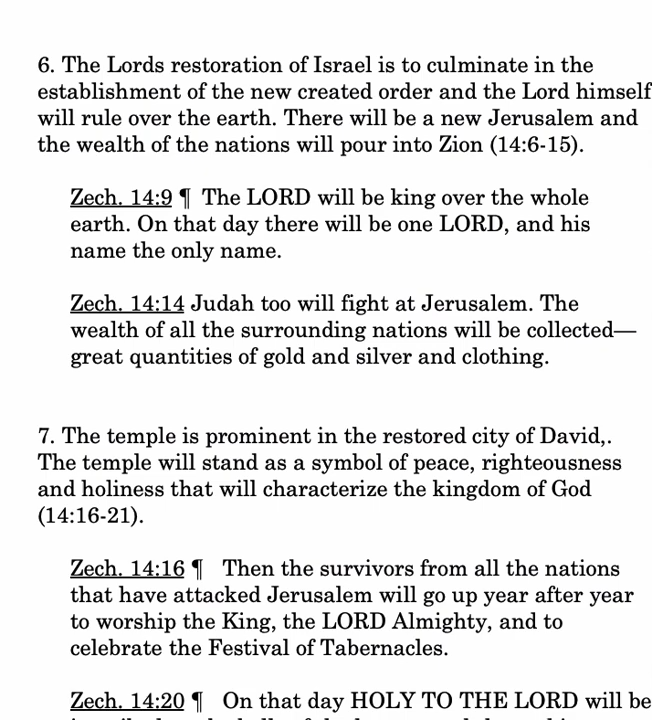 6. The Lords restoration of Israel is to culminate in the
establishment of the new created order and the Lord himself
will rule over the earth. There will be a new Jerusalem and
the wealth of the nations will pour into Zion (14:6-15).
Zech. 14:9 ¶ The LORD will be king over the whole
earth. On that day there will be one LORD, and his
name the only name.
Zech. 14:14 Judah too will fight at Jerusalem. The
wealth of all the surrounding nations will be collected—
great quantities of gold and silver and clothing.
7. The temple is prominent in the restored city of David,.
The temple will stand as a symbol of peace, righteousness
and holiness that will characterize the kingdom of God
(14:16-21).
Zech. 14:16 ¶ Then the survivors from all the nations
that have attacked Jerusalem will go up year after year
to worship the King, the LORD Almighty, and to
celebrate the Festival of Tabernacles.
Zech. 14:20 ¶ On that day HOLY TO THE LORD will be